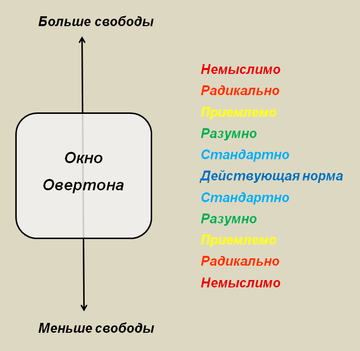 Больше свободы
Немыслимо
Радикально
Приемлемо
Разумно
Стандартно
Действующая норма
Стандартно
Разумно
Приемлемо
Радикально
Немыслимо
Окно
Овертона
Меньше свободы